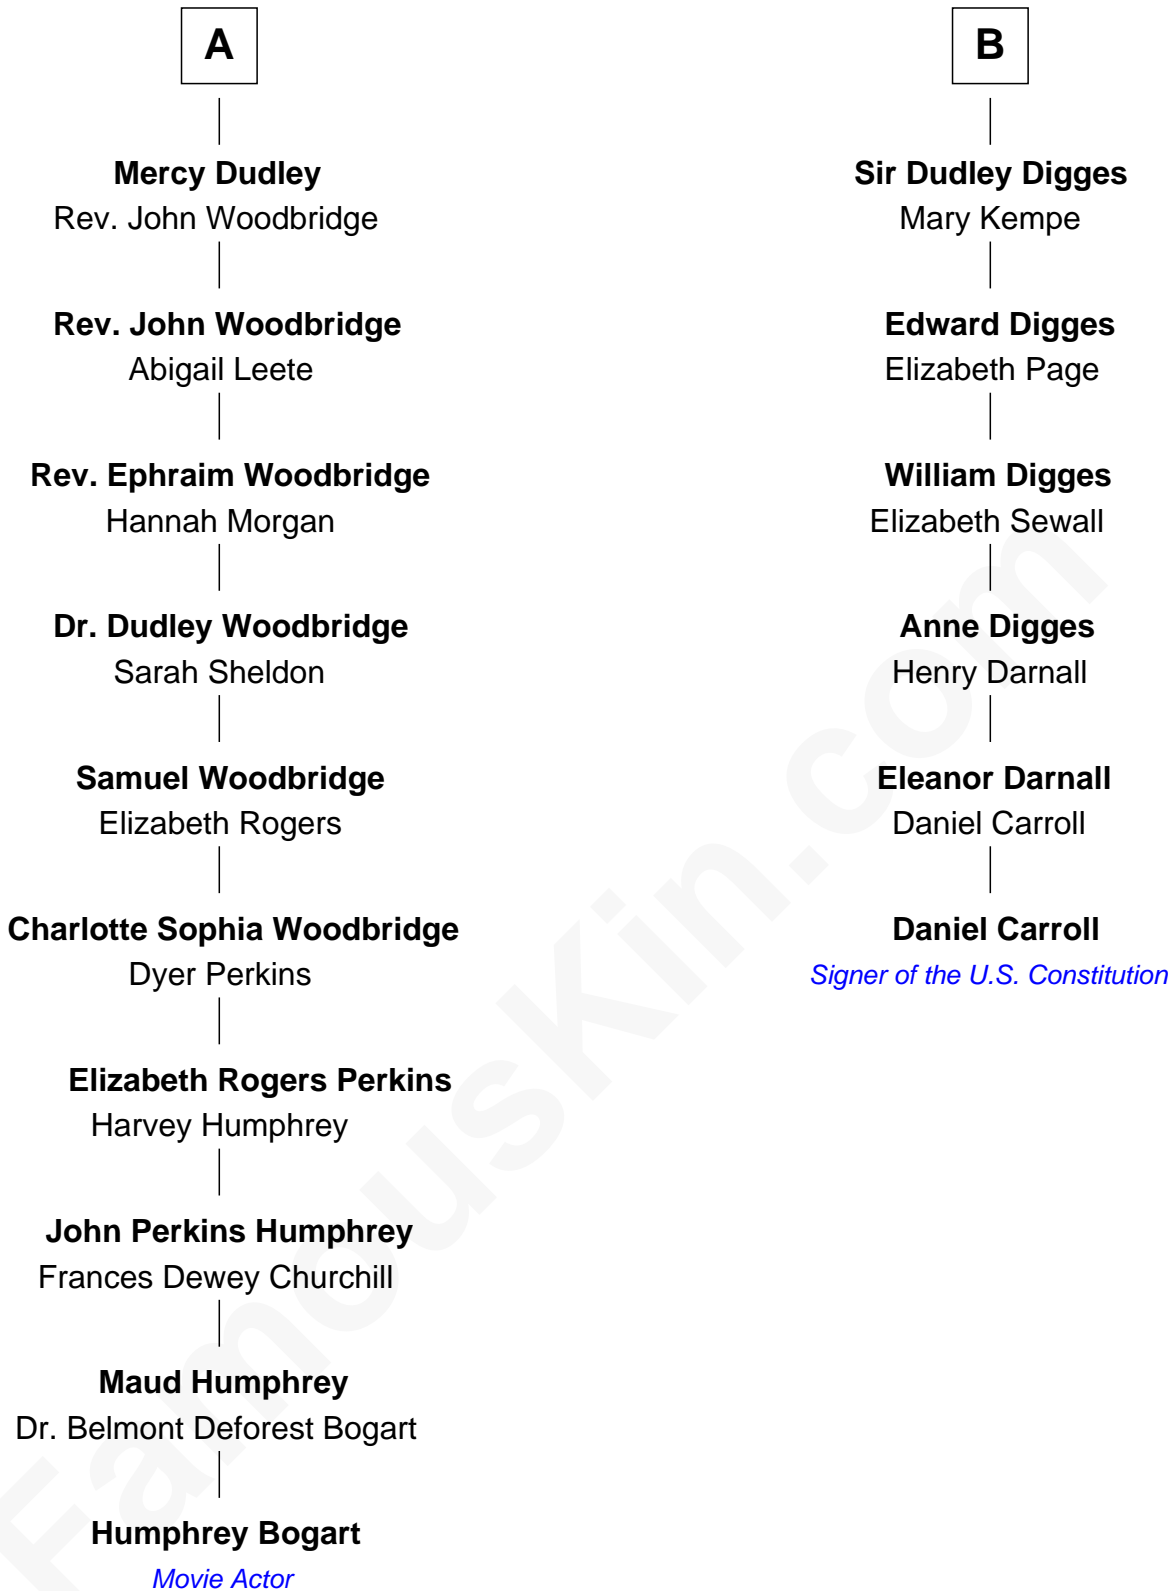 A
Mercy Dudley
Rev. John Woodbridge
Rev. John Woodbridge
Abigail Leete
Rev. Ephraim Woodbridge
Hannah Morgan
Dr. Dudley Woodbridge
Sarah Sheldon
Samuel Woodbridge
Elizabeth Rogers
Charlotte Sophia Woodbridge
Dyer Perkins
Elizabeth Rogers Perkins
Harvey Humphrey
John Perkins Humphrey
Frances Dewey Churchill
Maud Humphrey
Dr. Belmont Deforest Bogart
Humphrey Bogart
Movie Actor
B
Sir Dudley Digges
Mary Kempe
Edward Digges
Elizabeth Page
William Digges
Elizabeth Sewall
Anne Digges
Henry Darnall
Eleanor Darnall
Daniel Carroll
Daniel Carroll
Signer of the U.S. Constitution
FamousKin.com